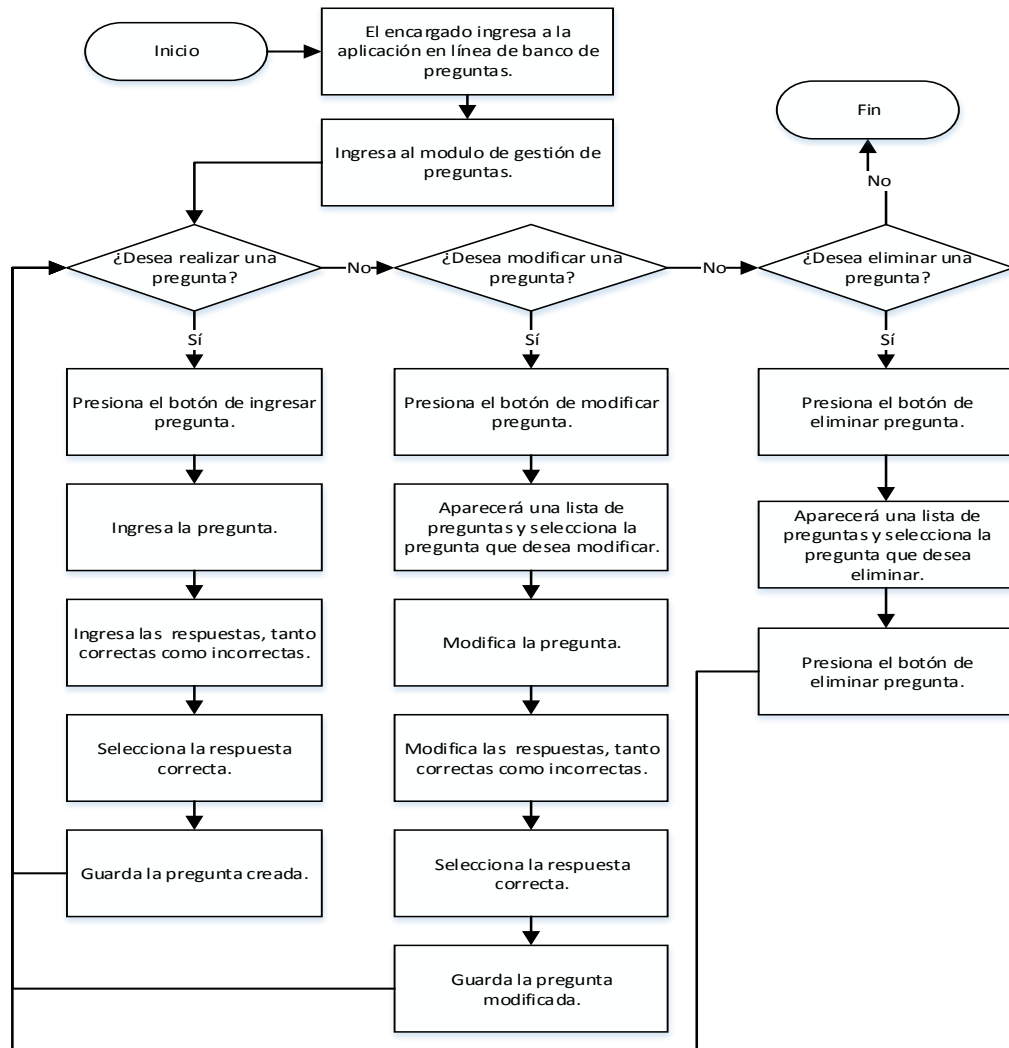 Inicio
El encargado ingresa a la
aplicación en línea de banco de
preguntas.
Ingresa al modulo de gestión de
preguntas.
Fin
No
¿Desea realizar una
pregunta?
No
¿Desea modificar una
pregunta?
No
¿Desea eliminar una
pregunta?
Sí
Sí
Sí
Presiona el botón de ingresar
pregunta.
Ingresa la pregunta.
Ingresa las respuestas, tanto
correctas como incorrectas.
Selecciona la respuesta
correcta.
Guarda la pregunta creada.
Presiona el botón de modificar
pregunta.
Aparecerá una lista de
preguntas y selecciona la
pregunta que desea modificar.
Modifica la pregunta.
Modifica las respuestas, tanto
correctas como incorrectas.
Selecciona la respuesta
correcta.
Guarda la pregunta
modificada.
Presiona el botón de
eliminar pregunta.
Aparecerá una lista de
preguntas y selecciona la
pregunta que desea
eliminar.
Presiona el botón de
eliminar pregunta.